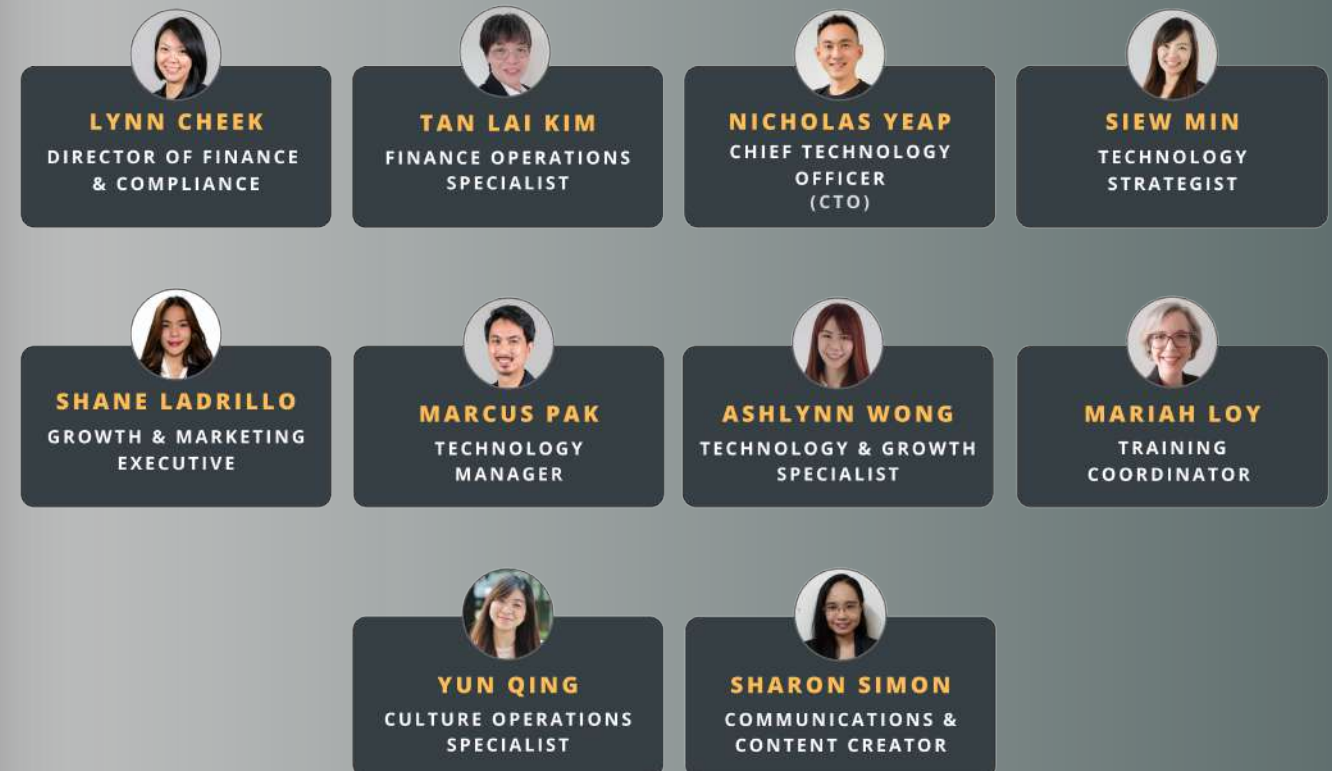 LYNN CHEEK
DIRECTOR OF FINANCE
& COMPLIANCE
TAN LAI KIM
FINANCE OPERATIONS
SPECIALIST
NICHOLAS YEAP
CHIEF TECHNOLOGY
OFFICER
(CTO)
SIEW MIN
TECHNOLOGY
STRATEGIST
SHANE LADRILLO
GROWTH & MARKETING
EXECUTIVE
MARCUS PAK
TECHNOLOGY
MANAGER
ASHLYNN WONG
TECHNOLOGY & GROWTH
SPECIALIST
MARIAH LOY
TRAINING
COORDINATOR
YUN QING
CULTURE OPERATIONS
SPECIALIST
SHARON SIMON
COMMUNICATIONS &
CONTENT CREATOR